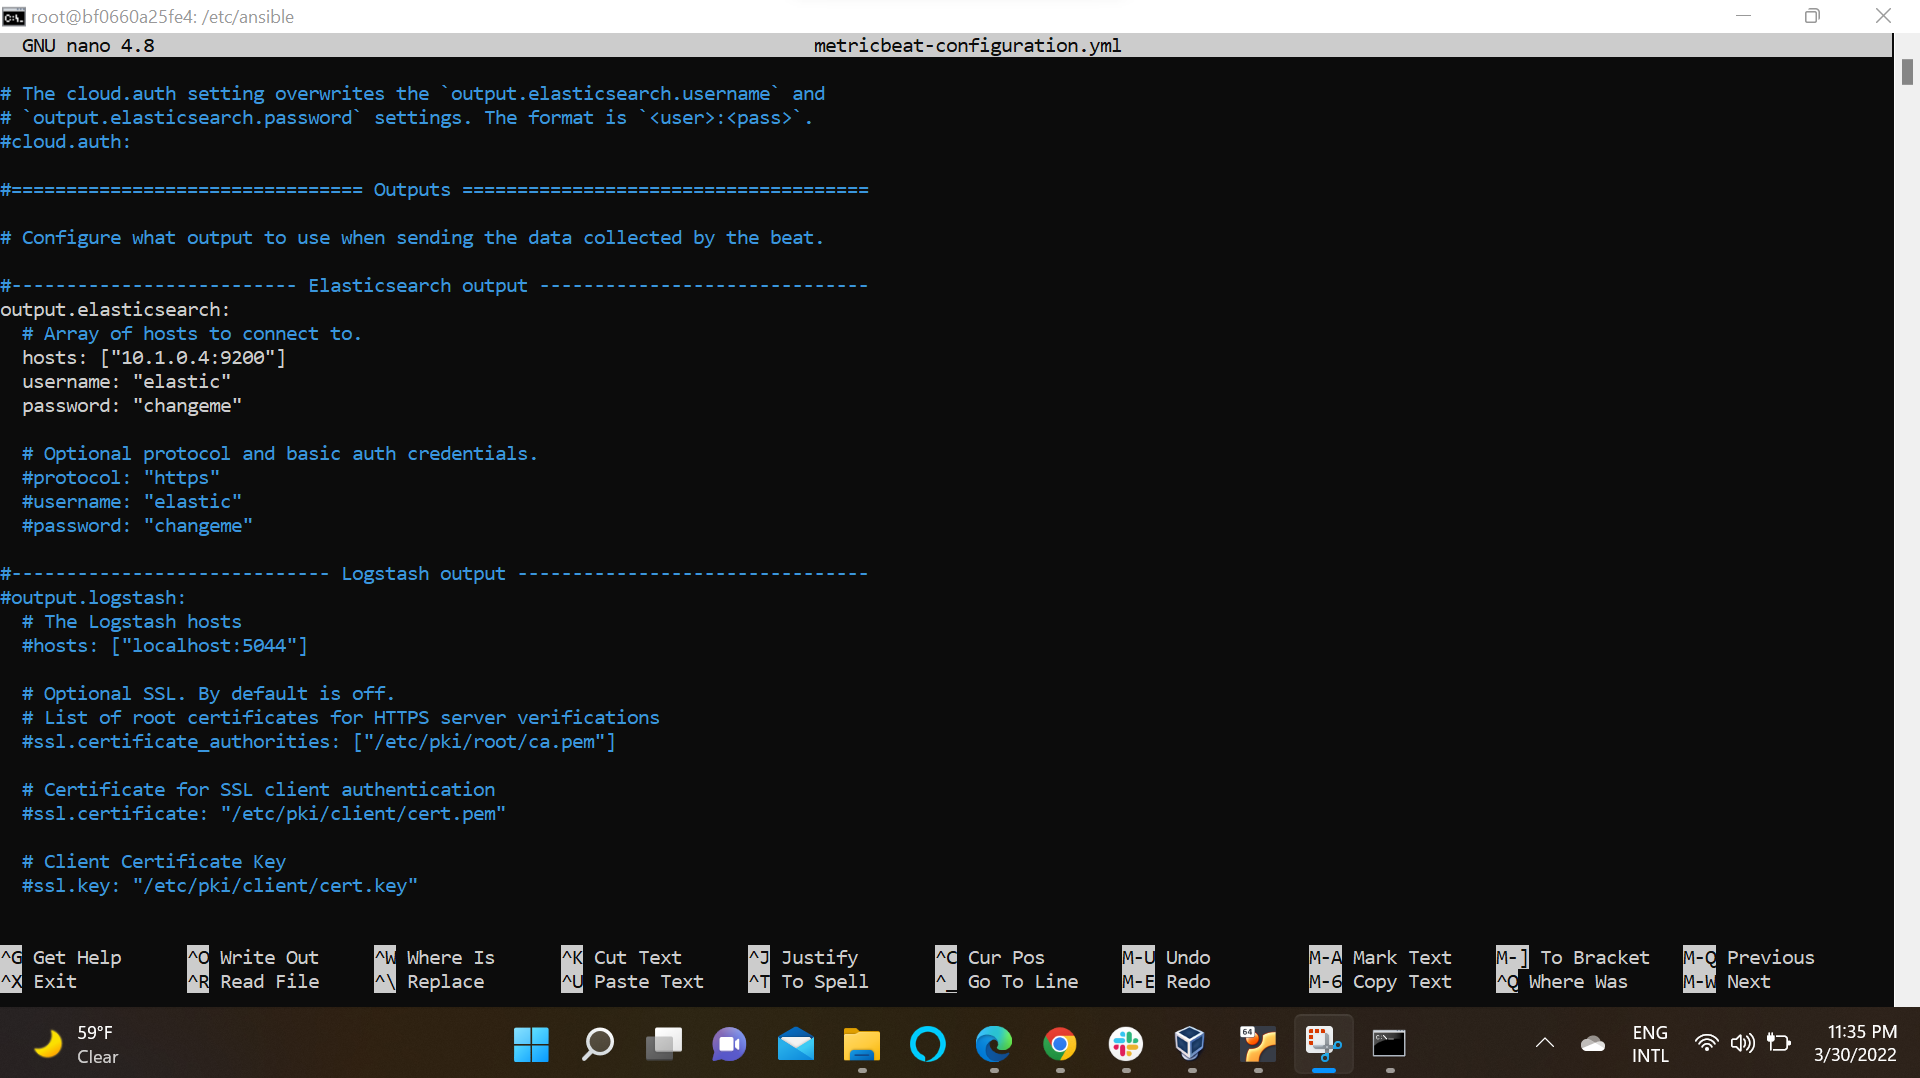 root@bf0660a25fe4: /etc/ansible
GNU nano 4.8 metricbeat-configuration.yml
# The cloud.auth setting overwrites the `output.elasticsearch.username` and
# `output.elasticsearch.password` settings. The format is `<user>:<pass>`.
#cloud.auth:
#================================ Outputs =====================================
# Configure what output to use when sending the data collected by the beat.
#-------------------------- Elasticsearch output ------------------------------
output.elasticsearch:
  # Array of hosts to connect to.
  hosts: ["10.1.0.4:9200"]
  username: "elastic"
  password: "changeme"
  # Optional protocol and basic auth credentials.
  #protocol: "https"
  #username: "elastic"
  #password: "changeme"
#----------------------------- Logstash output --------------------------------
#output.logstash:
  # The Logstash hosts
  #hosts: ["localhost:5044"]
  # Optional SSL. By default is off.
  # List of root certificates for HTTPS server verifications
  #ssl.certificate_authorities: ["/etc/pki/root/ca.pem"]
  # Certificate for SSL client authentication
  #ssl.certificate: "/etc/pki/client/cert.pem"
  # Client Certificate Key
  #ssl.key: "/etc/pki/client/cert.key"
^G Get Help ^O Write Out ^W Where Is ^K Cut Text ^J Justify ^C Cur Pos M-U Undo M-A Mark Text M-] To Bracket M-Q Previous
^X Exit ^R Read File ^\ Replace ^U Paste Text ^T To Spell ^_ Go To Line M-E Redo M-6 Copy Text ^Q Where Was M-W Next
59°F
Clear
64
ENG
INTL
11:35 PM
3/30/2022